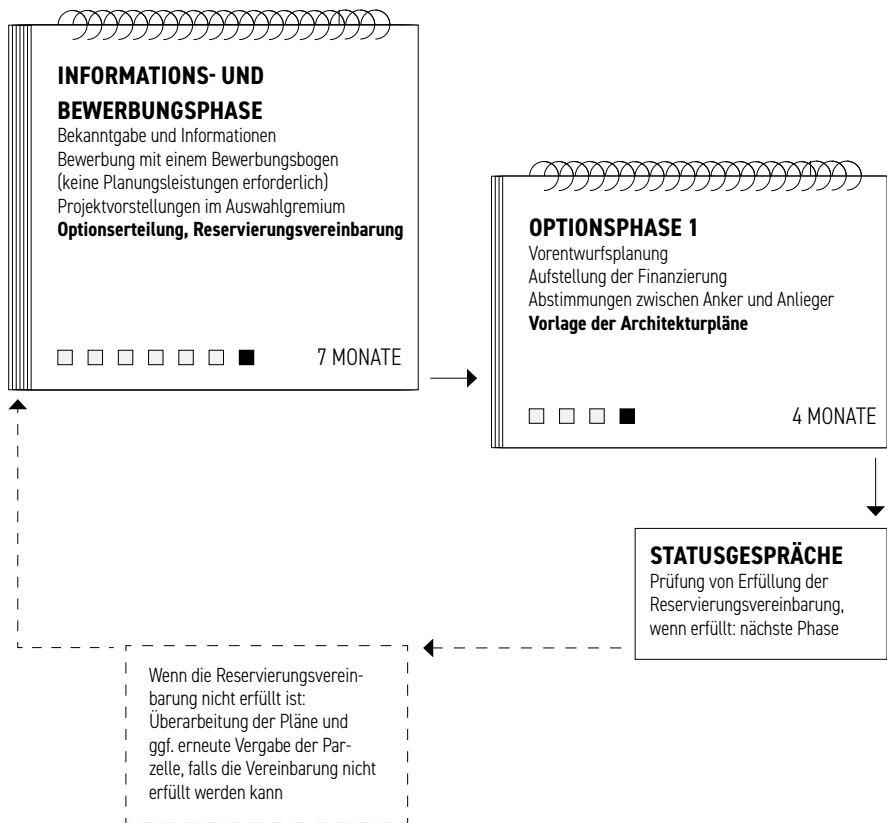 INFORMATIONS- UND
BEWERBUNGSPHASE
Bekanntgabe und Informationen
Bewerbung mit einem Bewerbungsbogen
(keine Planungsleistungen erforderlich)
Projektvorstellungen im Auswahlgremium
Optionserteilung, Reservierungsvereinbarung
7 MONATE
OPTIONSPHASE 1
Vorentwurfsplanung
Aufstellung der Finanzierung
Abstimmungen zwischen Anker und Anlieger
Vorlage der Architekturpläne
4 MONATE
STATUSGESPRÄCHE
Prüfung von Erfüllung der
Reservierungsvereinbarung,
wenn erfüllt: nächste Phase
Wenn die Reservierungsverein-
barung nicht erfüllt ist:
Überarbeitung der Pläne und
ggf. erneute Vergabe der Par-
zelle, falls die Vereinbarung nicht
erfüllt werden kann